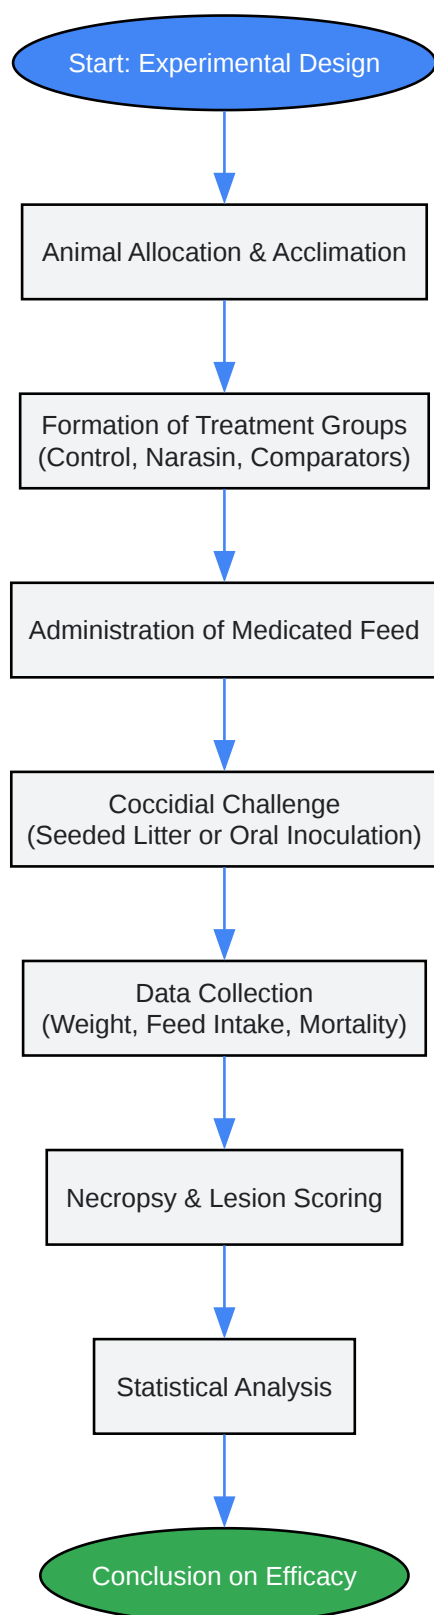 Start: Experimental Design
Animal Allocation & Acclimation
Formation of Treatment Groups
(Control, Narasin, Comparators)
Administration of Medicated Feed
Coccidial Challenge
(Seeded Litter or Oral Inoculation)
Data Collection
(Weight, Feed Intake, Mortality)
Necropsy & Lesion Scoring
Statistical Analysis
Conclusion on Efficacy